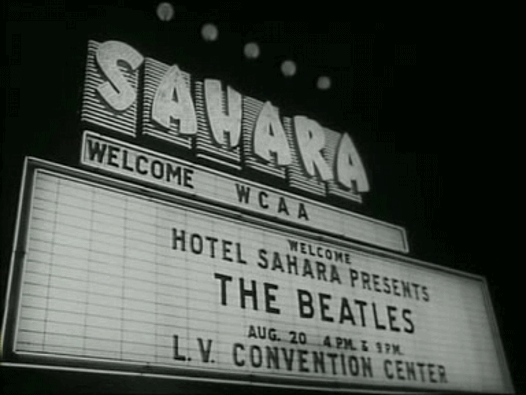 SAHARA
WELCOME WCAA
WELCOME
HOTEL SAHARA PRESENTS
THE BEATLES
AUG. 20 4 P.M. & 9 P.M.
L.V. CONVENTION CENTER